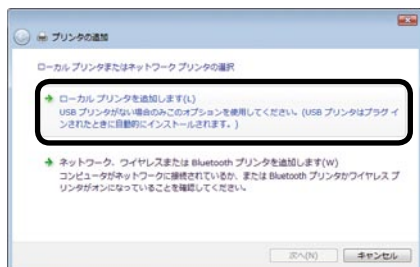 プリンタの追加
ローカル プリンタまたはネットワーク プリンタの選択
ローカル プリンタを追加します(L)
USB プリンタがない場合のみこのオプションを使用してください。(USB プリンタはプラグ イ
ンされたときに自動的にインストールされます。)
ネットワーク、ワイヤレスまたは Bluetooth プリンタを追加します(W)
コンピュータがネットワークに接続されているか、または Bluetooth プリンタかワイヤレス プ
リンタがオンになっていることを確認してください。
次へ(N)
キャンセル